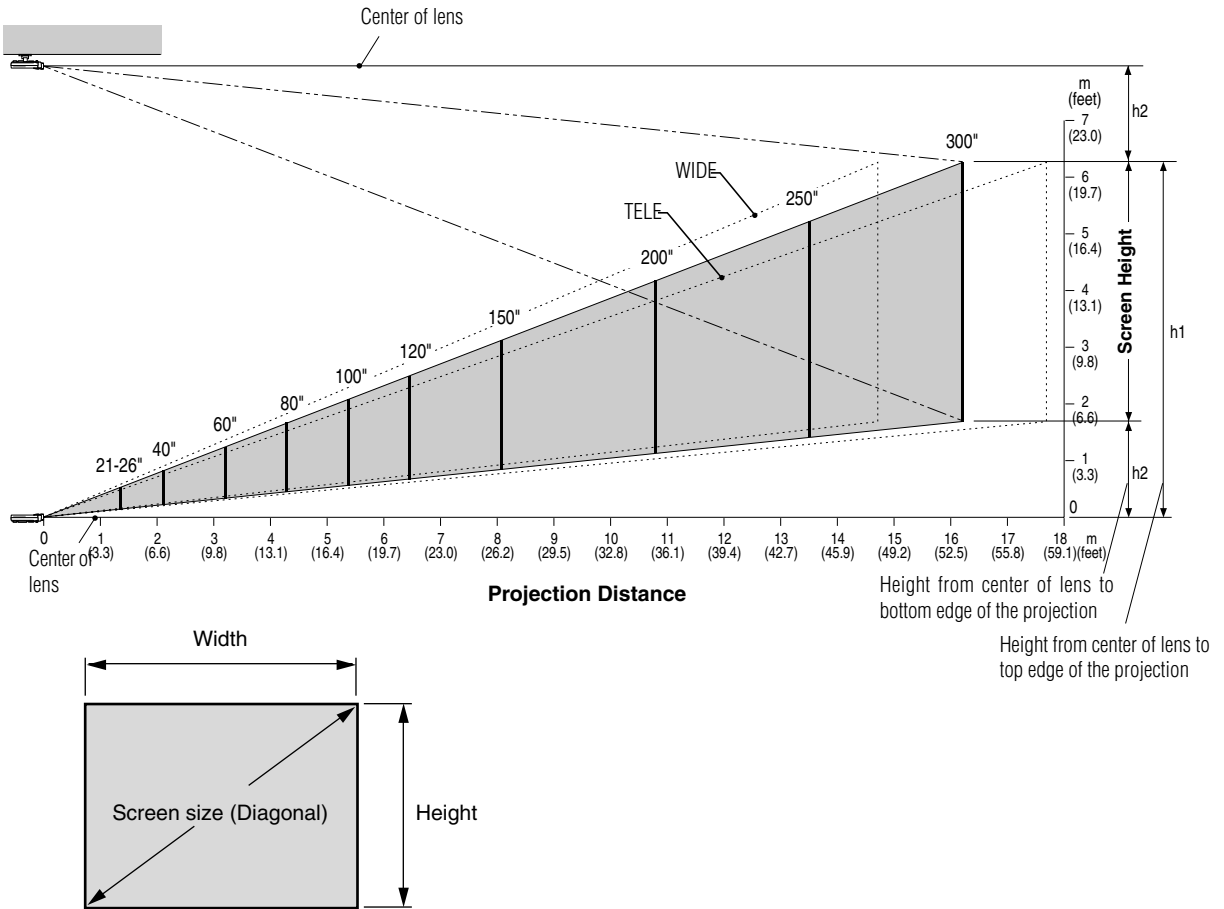 Center of lens
m
(feet)
7
(23.0)
h2
300"
WIDE
6
(19.7)
250"
TELE
5
(16.4)
200"
4
(13.1)
Screen Height
h1
150"
3
(9.8)
120"
100"
2
(6.6)
80"
60"
40"
21-26"
1
(3.3)
h2
0
0 1 2 3 4 5 6 7 8 9 10 11 12 13 14 15 16 17 18 m
(3.3) (6.6) (9.8) (13.1) (16.4) (19.7) (23.0) (26.2) (29.5) (32.8) (36.1) (39.4) (42.7) (45.9) (49.2) (52.5) (55.8) (59.1)(feet)
Center of
lens
Projection Distance
Height from center of lens to
bottom edge of the projection
Height from center of lens to
top edge of the projection
Width
Screen size (Diagonal)
Height